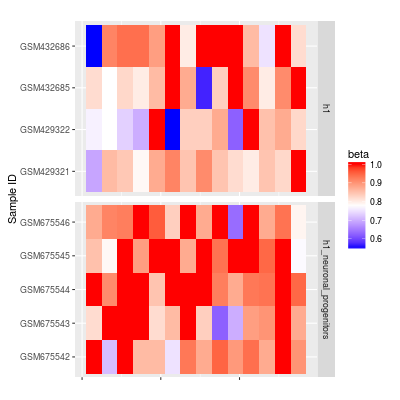 GSM432686
GSM432685
GSM429322
GSM429321
h1
GSM675546
GSM675545
GSM675544
GSM675543
GSM675542
h1_neuronal_progenitors
Sample ID
beta
1.0
0.9
0.8
0.7
0.6